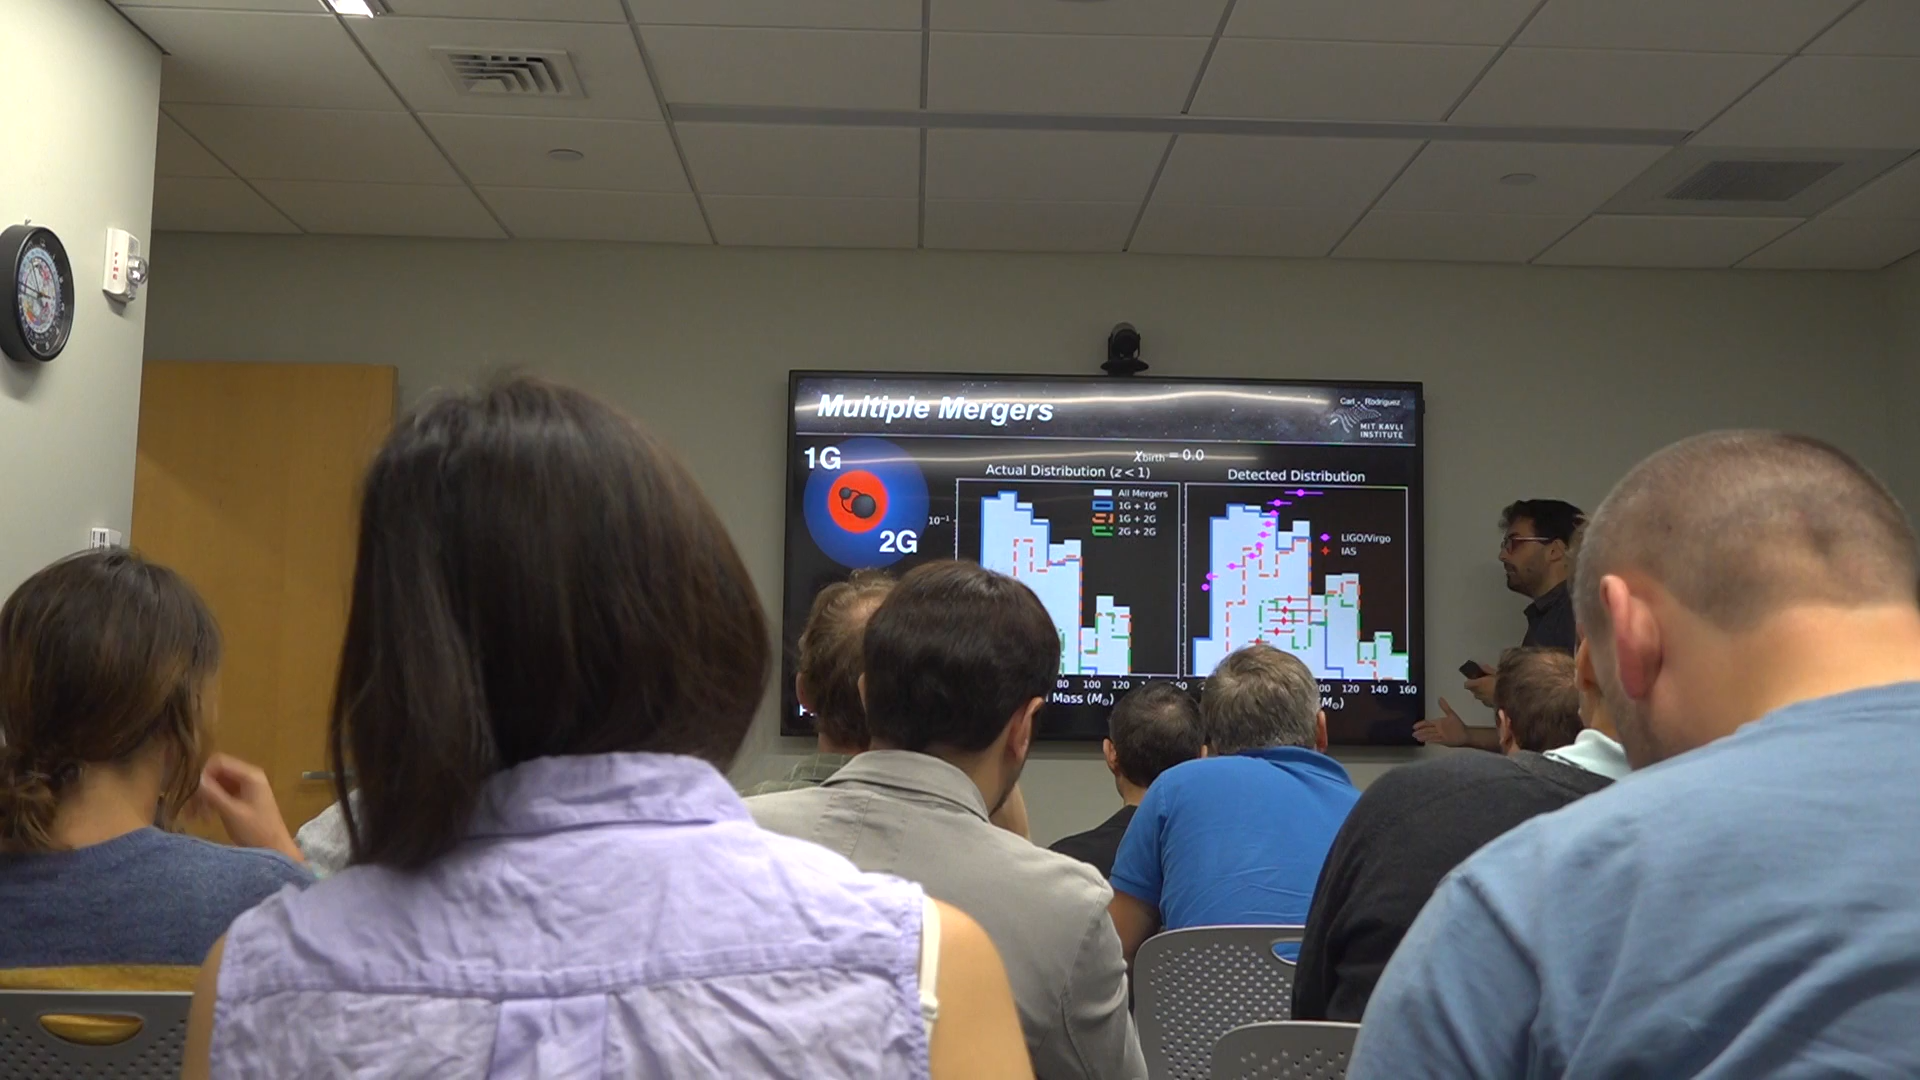 FIRE
Multiple Mergers
Carl Rodriguez
MIT KAVLI
INSTITUTE
1G
2G
χbirth = 0.0
Actual Distribution (z < 1)
10⁻¹
All Mergers
1G + 1G
1G + 2G
2G + 2G
80 100 120
Mass (M⊙)
Detected Distribution
LIGO/Virgo
IAS
120 140 160
(M⊙)